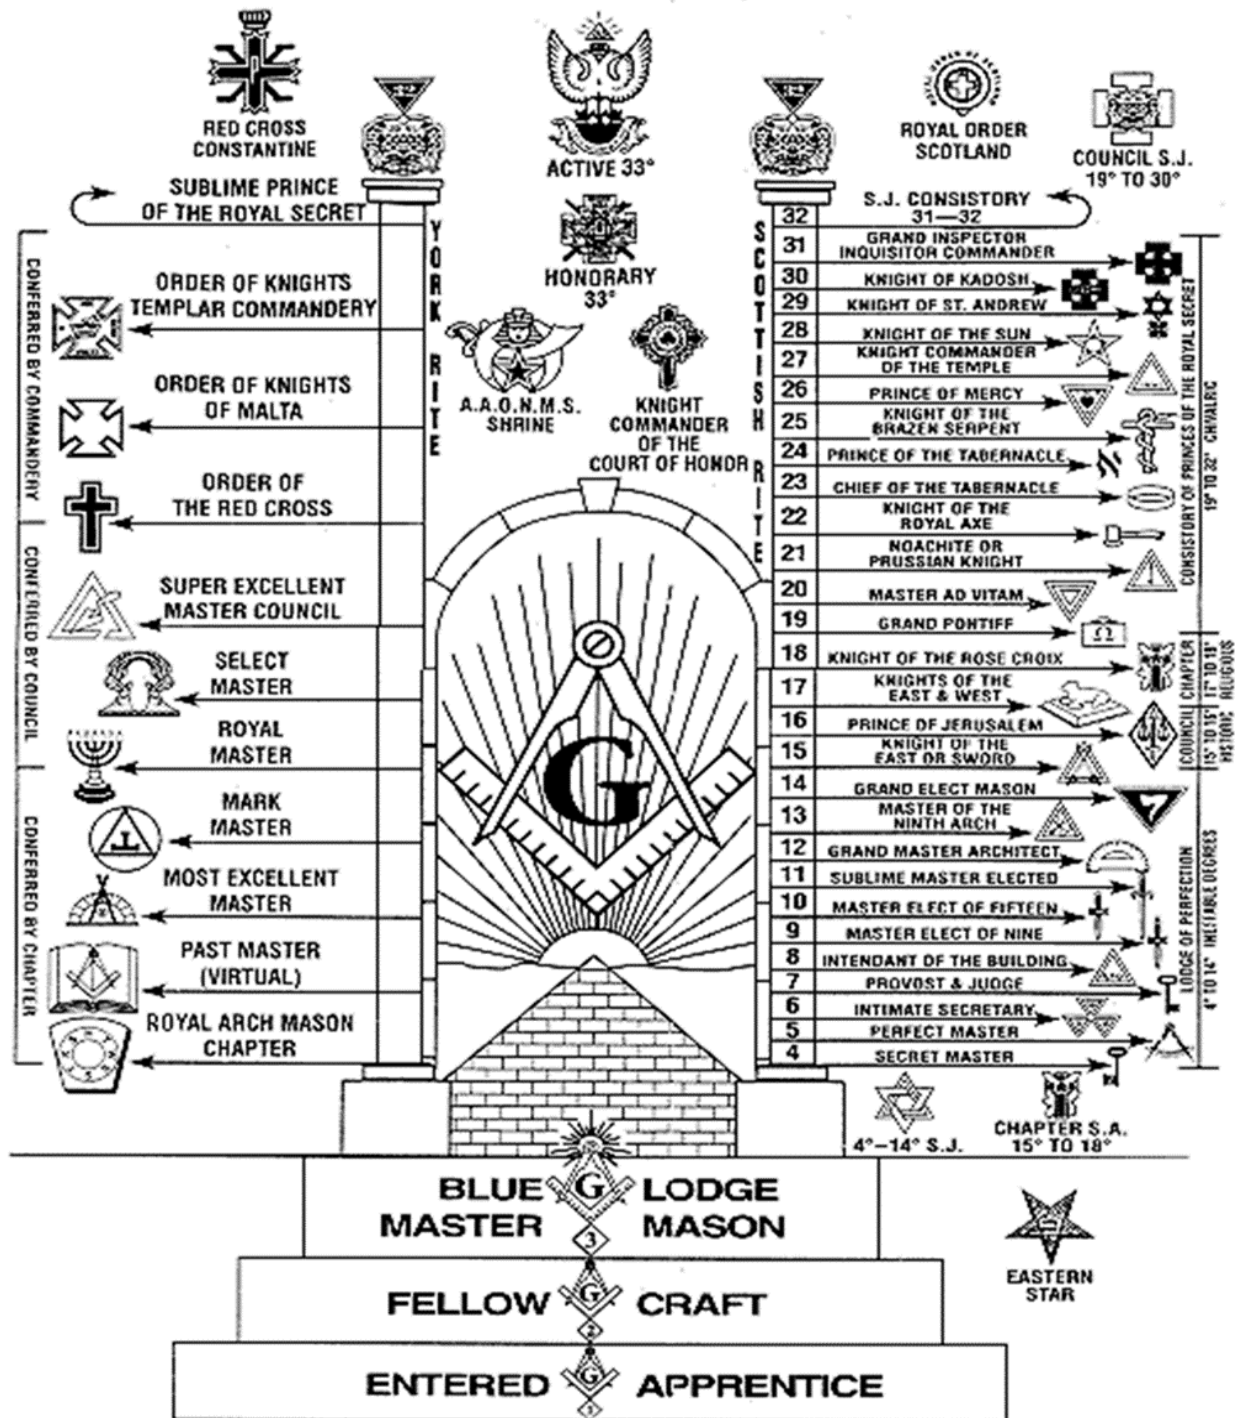 RED CROSS
CONSTANTINE
ACTIVE 33°
ROYAL ORDER
SCOTLAND
COUNCIL S.J.
19° TO 30°
HONORARY
33°
A.A.O.N.M.S.
SHRINE
KNIGHT
COMMANDER
OF THE
COURT OF HONOR
YORK RITE
SCOTTISH RITE
SUBLIME PRINCE
OF THE ROYAL SECRET
CONFERRED BY COMMANDERY
ORDER OF KNIGHTS
TEMPLAR COMMANDERY
ORDER OF KNIGHTS
OF MALTA
ORDER OF
THE RED CROSS
CONFERRED BY COUNCIL
SUPER EXCELLENT
MASTER COUNCIL
SELECT
MASTER
ROYAL
MASTER
CONFERRED BY CHAPTER
MARK
MASTER
MOST EXCELLENT
MASTER
PAST MASTER
(VIRTUAL)
ROYAL ARCH MASON
CHAPTER
S.J. CONSISTORY
32 31—32
31 GRAND INSPECTOR
INQUISITOR COMMANDER
30 KNIGHT OF KADOSH
29 KNIGHT OF ST. ANDREW
28 KNIGHT OF THE SUN
27 KNIGHT COMMANDER
OF THE TEMPLE
26 PRINCE OF MERCY
25 KNIGHT OF THE
BRAZEN SERPENT
24 PRINCE OF THE TABERNACLE
23 CHIEF OF THE TABERNACLE
22 KNIGHT OF THE
ROYAL AXE
21 NOACHITE OR
PRUSSIAN KNIGHT
20 MASTER AD VITAM
19 GRAND PONTIFF
Ω
18 KNIGHT OF THE ROSE CROIX
17 KNIGHTS OF THE
EAST & WEST
16 PRINCE OF JERUSALEM
15 KNIGHT OF THE
EAST OR SWORD
14 GRAND ELECT MASON
13 MASTER OF THE
NINTH ARCH
12 GRAND MASTER ARCHITECT
11 SUBLIME MASTER ELECTED
10 MASTER ELECT OF FIFTEEN
9 MASTER ELECT OF NINE
8 INTENDANT OF THE BUILDING
7 PROVOST & JUDGE
6 INTIMATE SECRETARY
5 PERFECT MASTER
4 SECRET MASTER
CONSISTORY OF PRINCES OF THE ROYAL SECRET
19° TO 32° CHIVALRIC
CHAPTER
17° TO 18°
RELIGIOUS
COUNCIL
15° TO 16°
HISTORIC
LODGE OF PERFECTION
4° TO 14° INEFFABLE DEGREES
G
4°–14° S.J.
CHAPTER S.A.
15° TO 18°
BLUE G LODGE
MASTER MASON
3
FELLOW G CRAFT
2
ENTERED G APPRENTICE
1
EASTERN
STAR